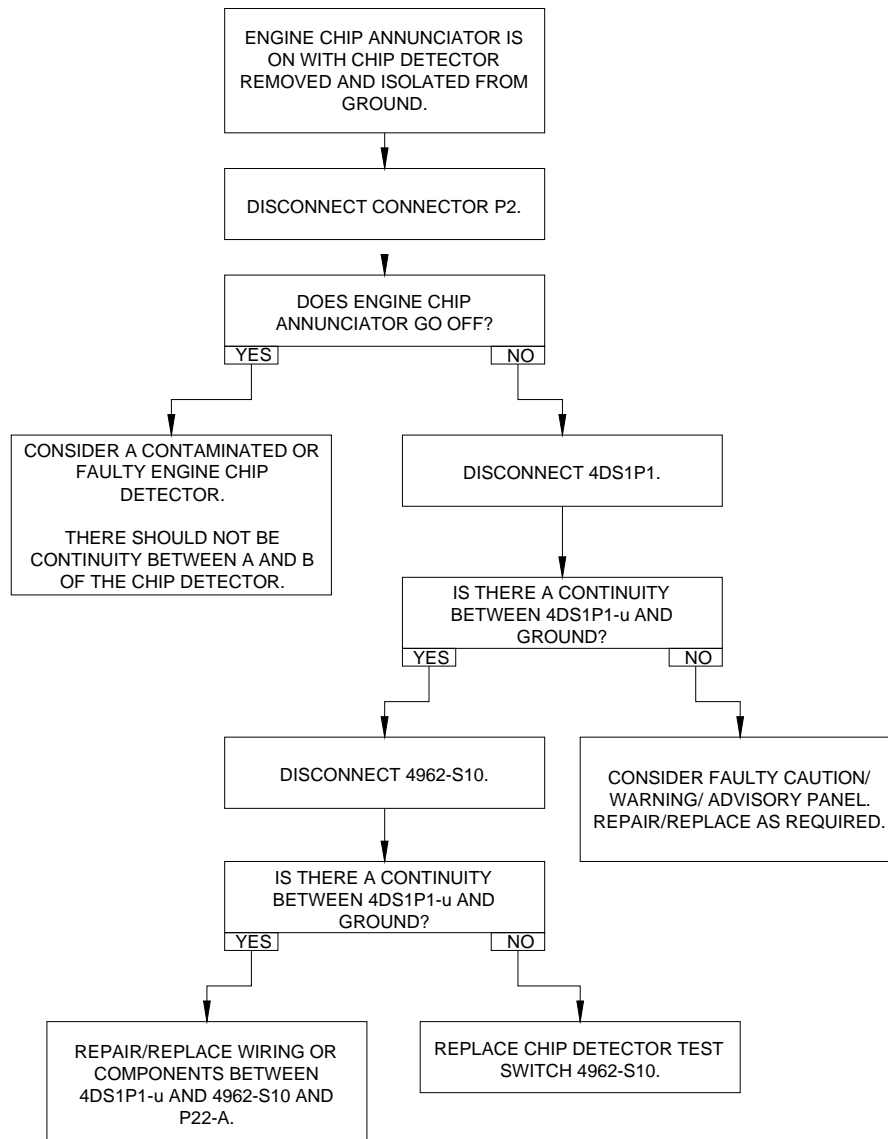 ENGINE CHIP ANNUNCIATOR IS
ON WITH CHIP DETECTOR
REMOVED AND ISOLATED FROM
GROUND.
DISCONNECT CONNECTOR P2.
DOES ENGINE CHIP
ANNUNCIATOR GO OFF?
YES
NO
CONSIDER A CONTAMINATED OR
FAULTY ENGINE CHIP
DETECTOR.
THERE SHOULD NOT BE
CONTINUITY BETWEEN A AND B
OF THE CHIP DETECTOR.
DISCONNECT 4DS1P1.
IS THERE A CONTINUITY
BETWEEN 4DS1P1-u AND
GROUND?
YES
NO
DISCONNECT 4962-S10.
CONSIDER FAULTY CAUTION/
WARNING/ ADVISORY PANEL.
REPAIR/REPLACE AS REQUIRED.
IS THERE A CONTINUITY
BETWEEN 4DS1P1-u AND
GROUND?
YES
NO
REPAIR/REPLACE WIRING OR
COMPONENTS BETWEEN
4DS1P1-u AND 4962-S10 AND
P22-A.
REPLACE CHIP DETECTOR TEST
SWITCH 4962-S10.